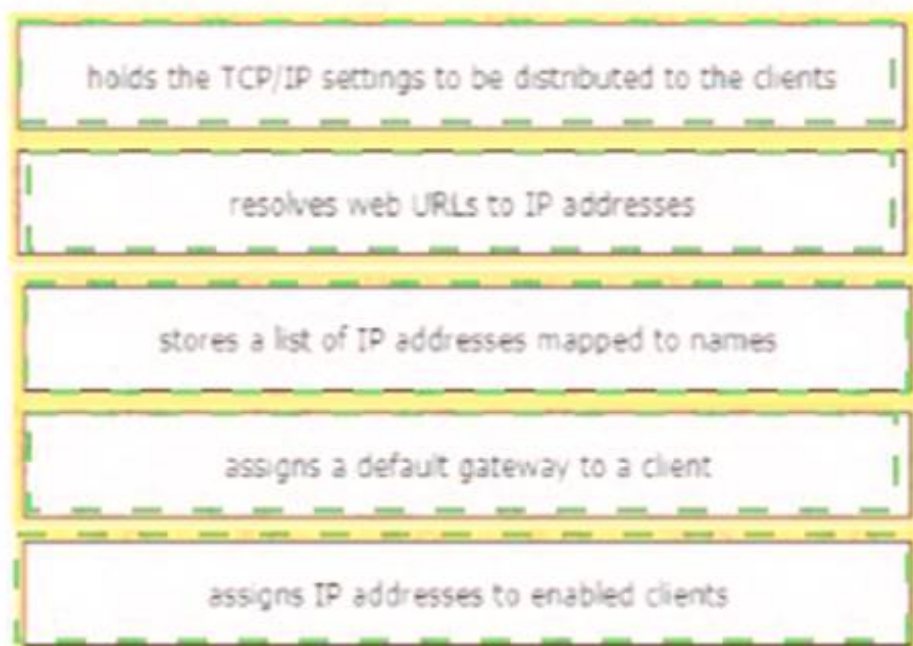 holds the TCP/IP settings to be distributed to the clients
resolves web URLs to IP addresses
stores a list of IP addresses mapped to names
assigns a default gateway to a client
assigns IP addresses to enabled clients